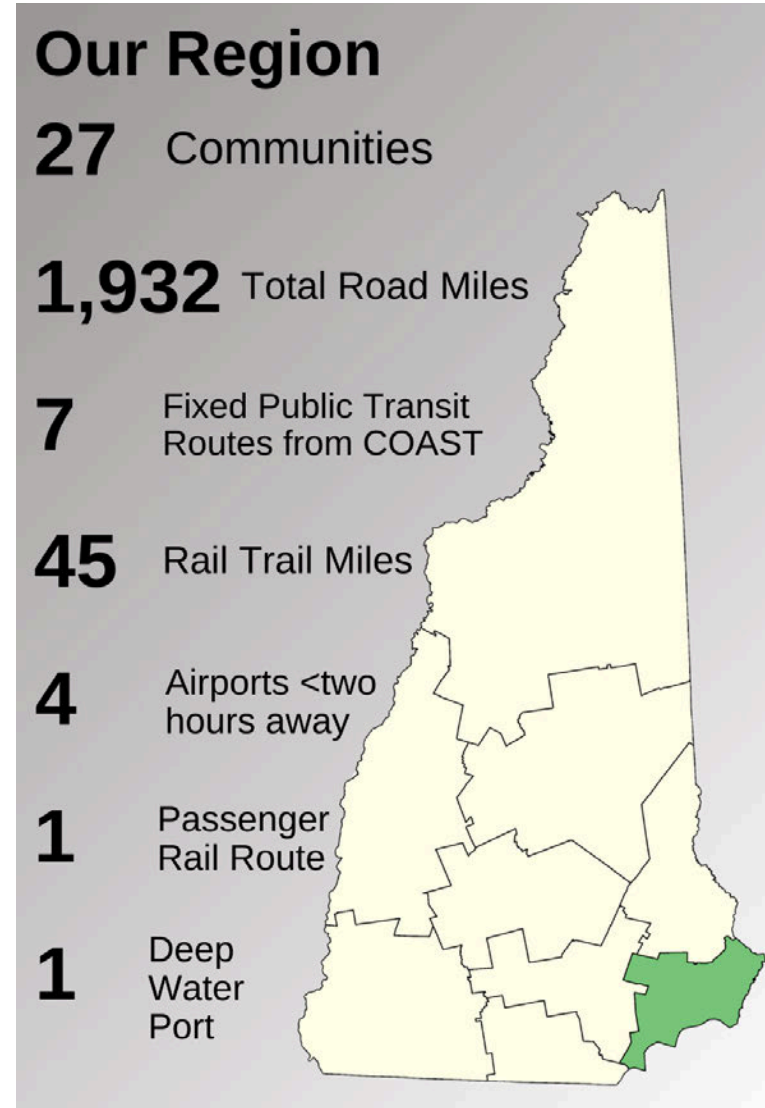 Our Region
27 Communities
1,932 Total Road Miles
7 Fixed Public Transit
Routes from COAST
45 Rail Trail Miles
4 Airports <two
hours away
1 Passenger
Rail Route
1 Deep
Water
Port